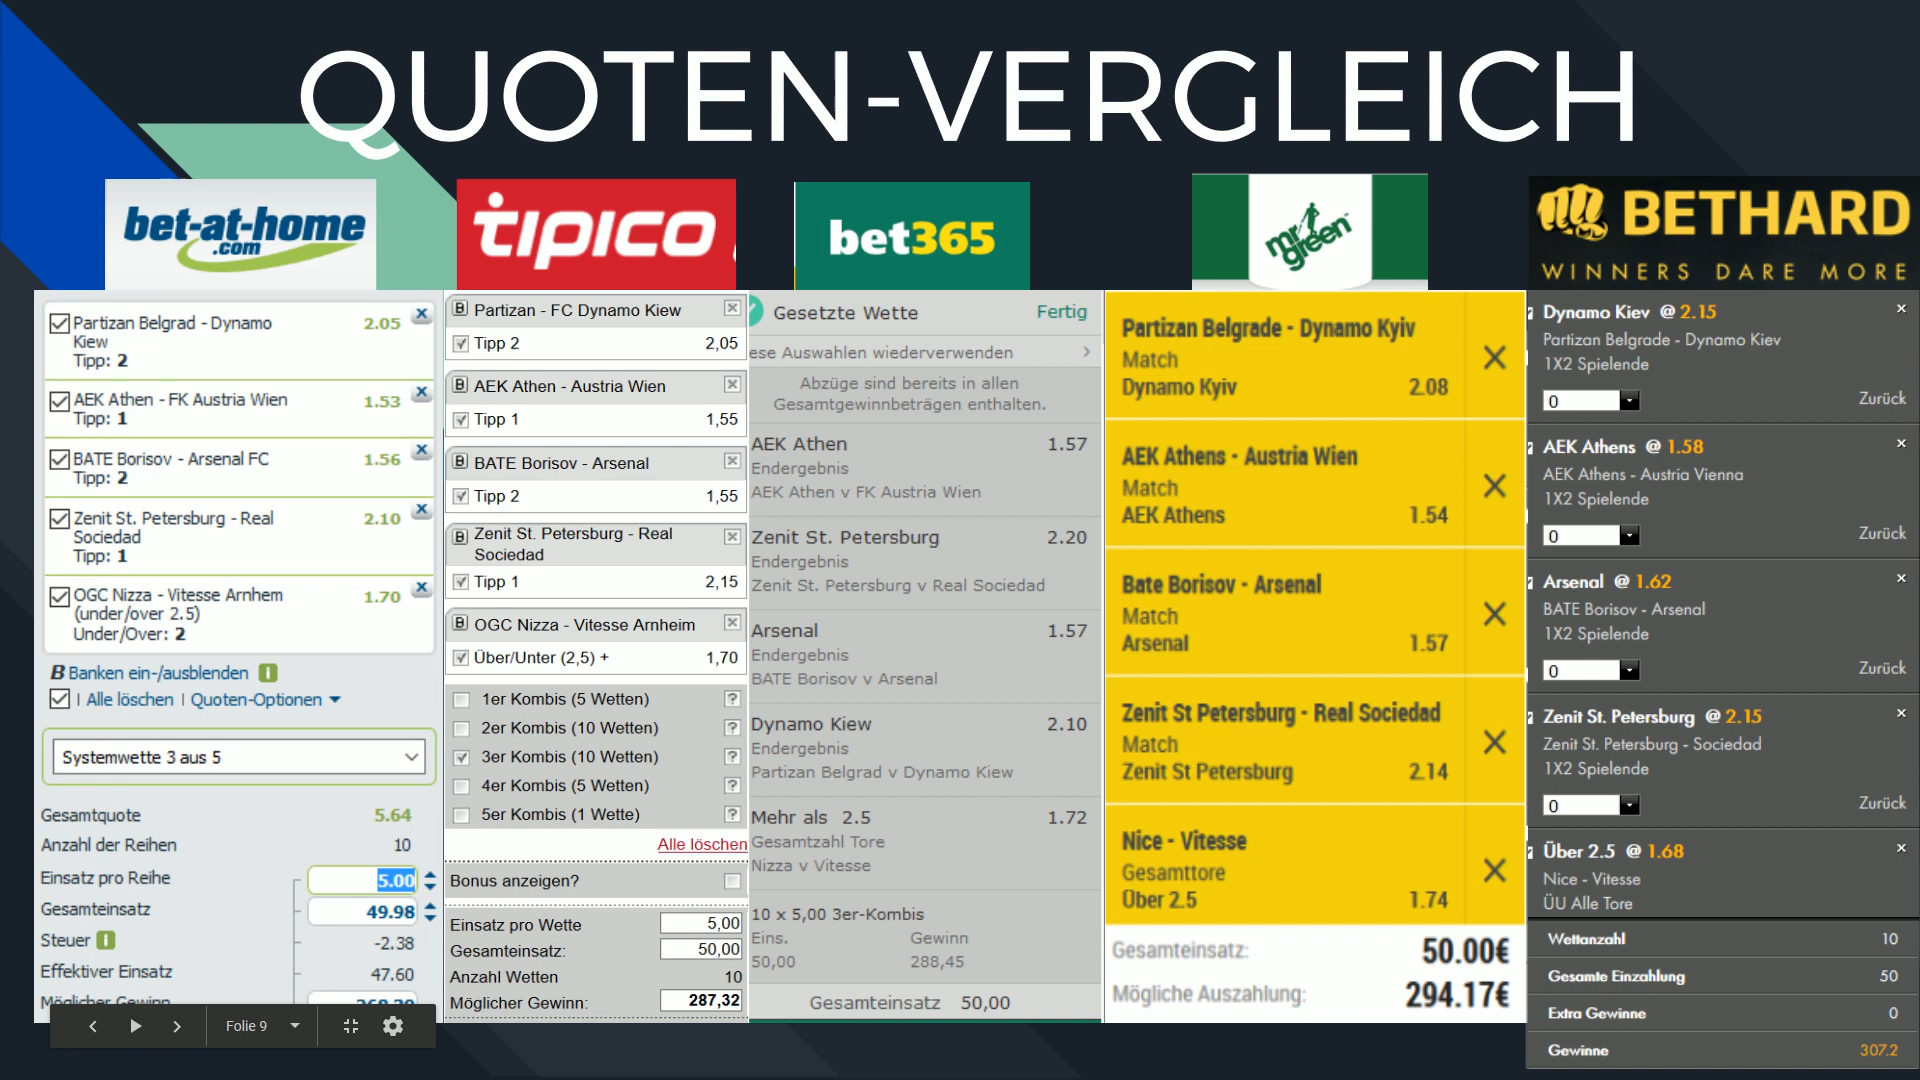 QUOTEN-VERGLEICH
bet-at-home
.com
Partizan Belgrad - Dynamo
Kiew
2.05
Tipp: 2
AEK Athen - FK Austria Wien
1.53
Tipp: 1
BATE Borisov - Arsenal FC
1.56
Tipp: 2
Zenit St. Petersburg - Real
Sociedad
2.10
Tipp: 1
OGC Nizza - Vitesse Arnhem
(under/over 2.5)
1.70
Under/Over: 2
B Banken ein-/ausblenden i
| Alle löschen | Quoten-Optionen
Systemwette 3 aus 5
Gesamtquote 5.64
Anzahl der Reihen 10
Einsatz pro Reihe 5.00
Gesamteinsatz 49.98
Steuer i -2.38
Effektiver Einsatz 47.60
Möglicher Gewinn
Folie 9
tipico
B Partizan - FC Dynamo Kiew
Tipp 2 2,05
B AEK Athen - Austria Wien
Tipp 1 1,55
B BATE Borisov - Arsenal
Tipp 2 1,55
B Zenit St. Petersburg - Real
Sociedad
Tipp 1 2,15
B OGC Nizza - Vitesse Arnheim
Über/Unter (2,5) + 1,70
1er Kombis (5 Wetten) ?
2er Kombis (10 Wetten) ?
3er Kombis (10 Wetten) ?
4er Kombis (5 Wetten) ?
5er Kombis (1 Wette) ?
Alle löschen
Bonus anzeigen?
Einsatz pro Wette 5,00
Gesamteinsatz: 50,00
Anzahl Wetten 10
Möglicher Gewinn: 287,32
bet365
Gesetzte Wette Fertig
ese Auswahlen wiederverwenden
Abzüge sind bereits in allen
Gesamtgewinnbeträgen enthalten.
AEK Athen 1.57
Endergebnis
AEK Athen v FK Austria Wien
Zenit St. Petersburg 2.20
Endergebnis
Zenit St. Petersburg v Real Sociedad
Arsenal 1.57
Endergebnis
BATE Borisov v Arsenal
Dynamo Kiew 2.10
Endergebnis
Partizan Belgrad v Dynamo Kiew
Mehr als 2.5 1.72
Gesamtzahl Tore
Nizza v Vitesse
10 x 5,00 3er-Kombis
Eins. Gewinn
50,00 288,45
Gesamteinsatz 50,00
mr green
Partizan Belgrade - Dynamo Kyiv
Match
Dynamo Kyiv 2.08
AEK Athens - Austria Wien
Match
AEK Athens 1.54
Bate Borisov - Arsenal
Match
Arsenal 1.57
Zenit St Petersburg - Real Sociedad
Match
Zenit St Petersburg 2.14
Nice - Vitesse
Gesamttore
Über 2.5 1.74
Gesamteinsatz: 50.00€
Mögliche Auszahlung: 294.17€
BETHARD
WINNERS DARE MORE
Dynamo Kiev @ 2.15
Partizan Belgrade - Dynamo Kiev
1X2 Spielende
0 Zurück
AEK Athens @ 1.58
AEK Athens - Austria Vienna
1X2 Spielende
0 Zurück
Arsenal @ 1.62
BATE Borisov - Arsenal
1X2 Spielende
0 Zurück
Zenit St. Petersburg @ 2.15
Zenit St. Petersburg - Sociedad
1X2 Spielende
0 Zurück
Über 2.5 @ 1.68
Nice - Vitesse
ÜU Alle Tore
Wettanzahl 10
Gesamte Einzahlung 50
Extra Gewinne 0
Gewinne 307.2